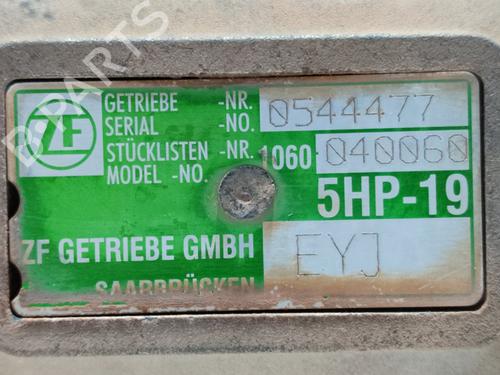 B-PARTS
ZF
GETRIEBE -NR. 0544477
SERIAL -NO.
STÜCKLISTEN -NR. 1060 040060
MODEL -NO.
5HP-19
ZF GETRIEBE GMBH EYJ
SAARBRÜCKEN